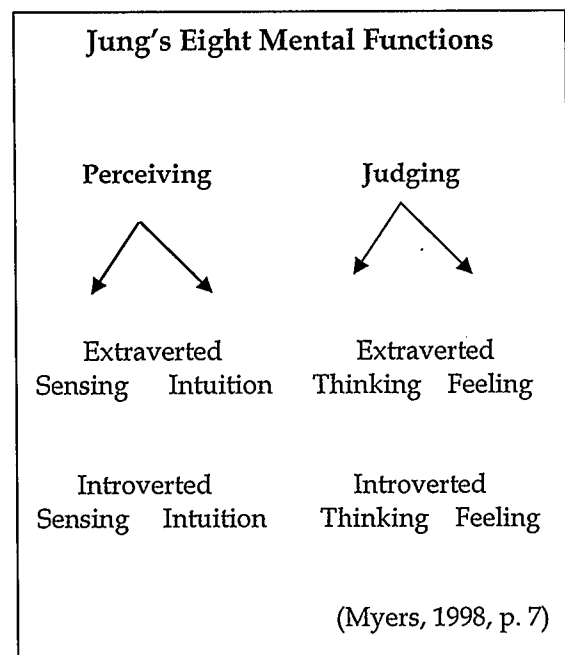 Jung's Eight Mental Functions
Perceiving Judging
Extraverted Extraverted
Sensing Intuition Thinking Feeling
Introverted Introverted
Sensing Intuition Thinking Feeling
(Myers, 1998, p. 7)